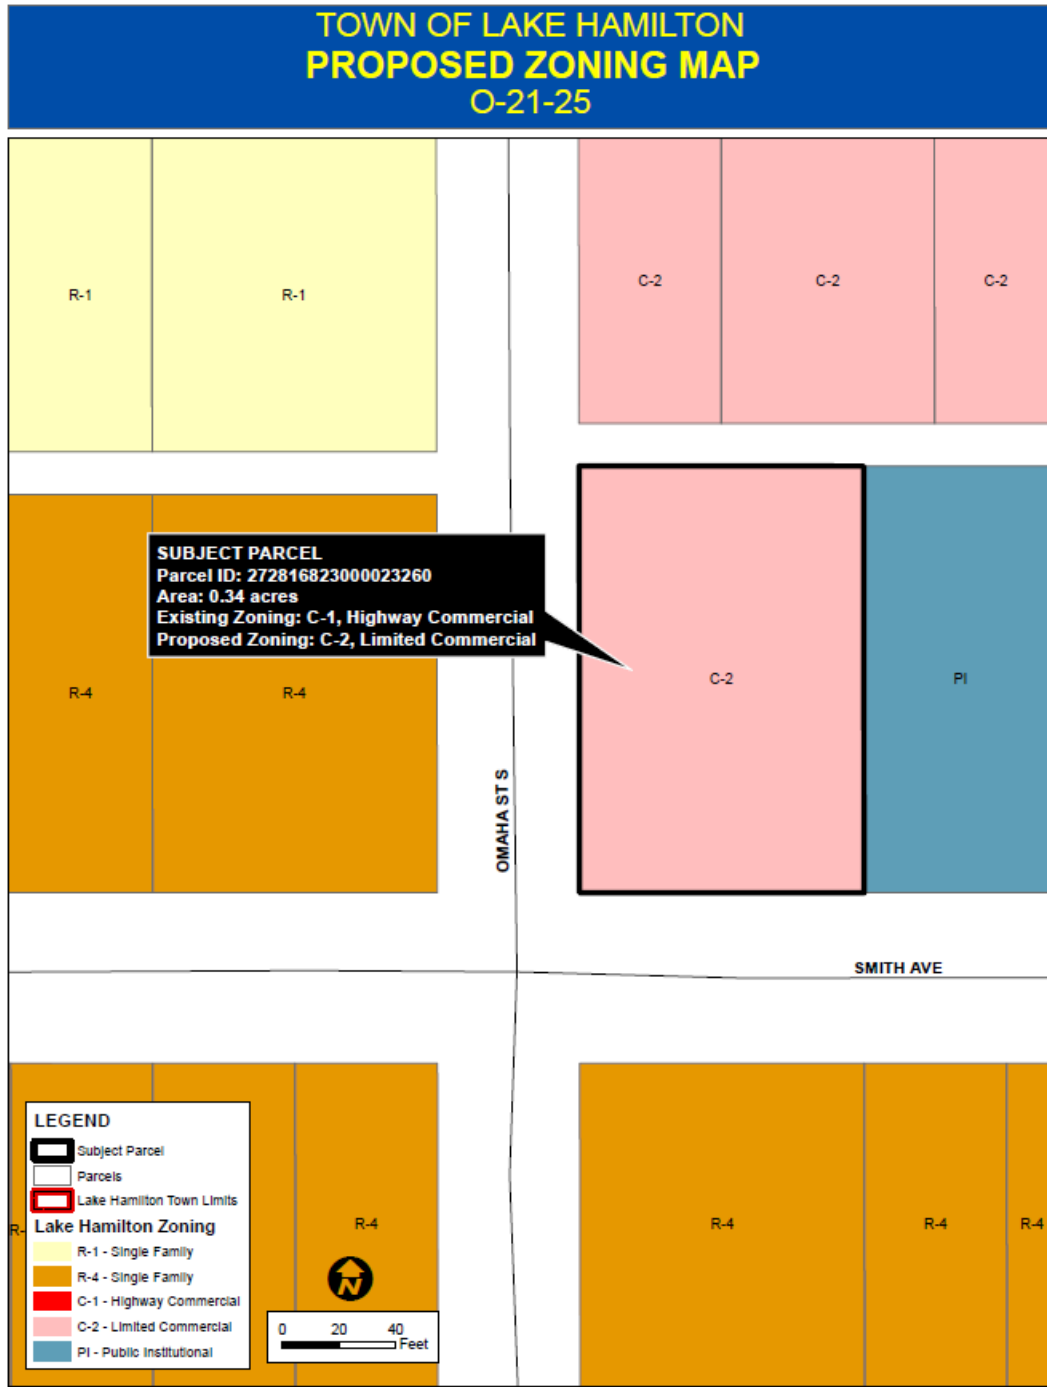 TOWN OF LAKE HAMILTON
PROPOSED ZONING MAP
O-21-25
R-1
R-1
C-2
C-2
C-2
SUBJECT PARCEL
Parcel ID: 272816823000023260
Area: 0.34 acres
Existing Zoning: C-1, Highway Commercial
Proposed Zoning: C-2, Limited Commercial
R-4
R-4
C-2
PI
OMAHA ST S
SMITH AVE
LEGEND
Subject Parcel
Parcels
Lake Hamilton Town Limits
Lake Hamilton Zoning
R-1 - Single Family
R-4 - Single Family
C-1 - Highway Commercial
C-2 - Limited Commercial
PI - Public Institutional
R-4
N
0 20 40
Feet
R-4
R-4
R-4